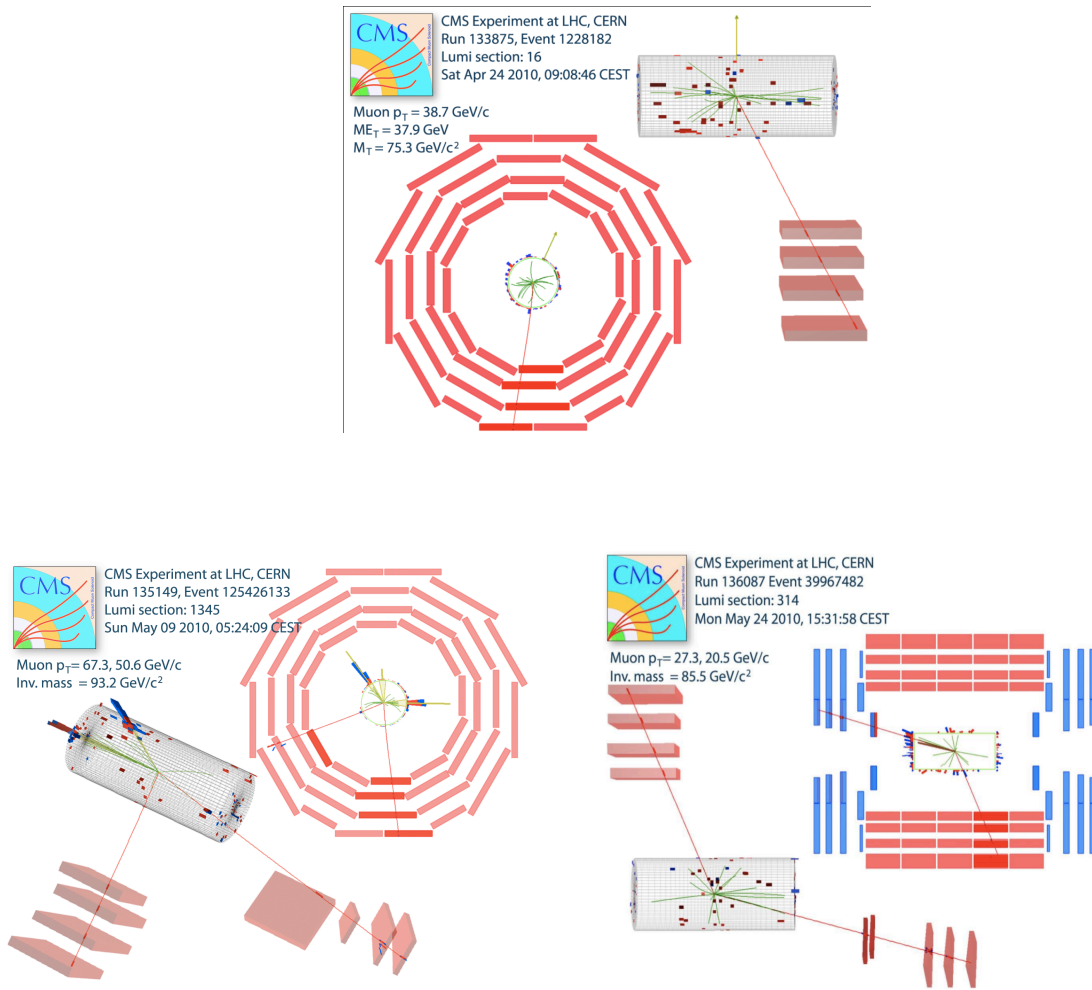 CMS
CMS Experiment at LHC, CERN
Run 133875, Event 1228182
Lumi section: 16
Sat Apr 24 2010, 09:08:46 CEST
Muon pT = 38.7 GeV/c
MET = 37.9 GeV
MT = 75.3 GeV/c²
CMS
CMS Experiment at LHC, CERN
Run 135149, Event 125426133
Lumi section: 1345
Sun May 09 2010, 05:24:09 CEST
Muon pT = 67.3, 50.6 GeV/c
Inv. mass = 93.2 GeV/c²
CMS
CMS Experiment at LHC, CERN
Run 136087 Event 39967482
Lumi section: 314
Mon May 24 2010, 15:31:58 CEST
Muon pT= 27.3, 20.5 GeV/c
Inv. mass = 85.5 GeV/c²